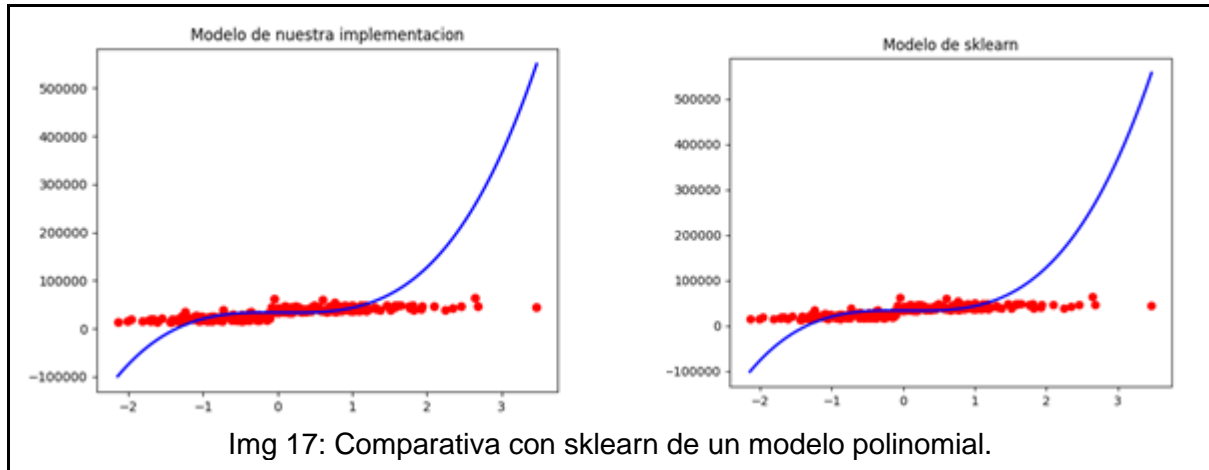 Modelo de nuestra implementacion
500000
400000
300000
200000
100000
0
−100000
−2 −1 0 1 2 3
Modelo de sklearn
500000
400000
300000
200000
100000
0
−100000
−2 −1 0 1 2 3
Img 17: Comparativa con sklearn de un modelo polinomial.